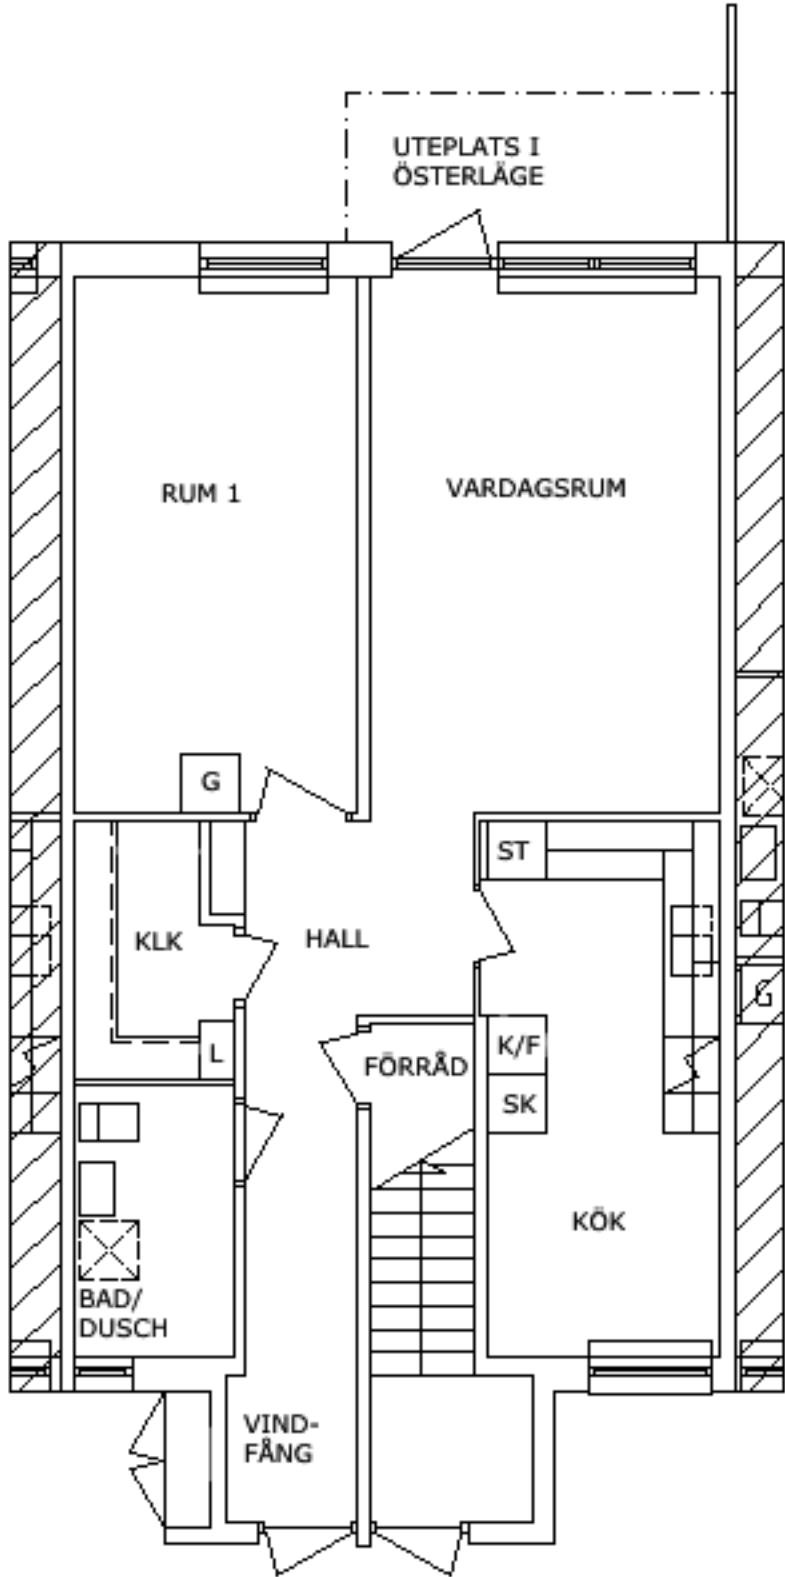 UTEPLATS I
ÖSTERLÄGE
RUM 1
VARDAGSRUM
G
ST
KLK
HALL
G
L
FÖRRÅD
K/F
SK
KÖK
BAD/
DUSCH
VIND-
FÅNG